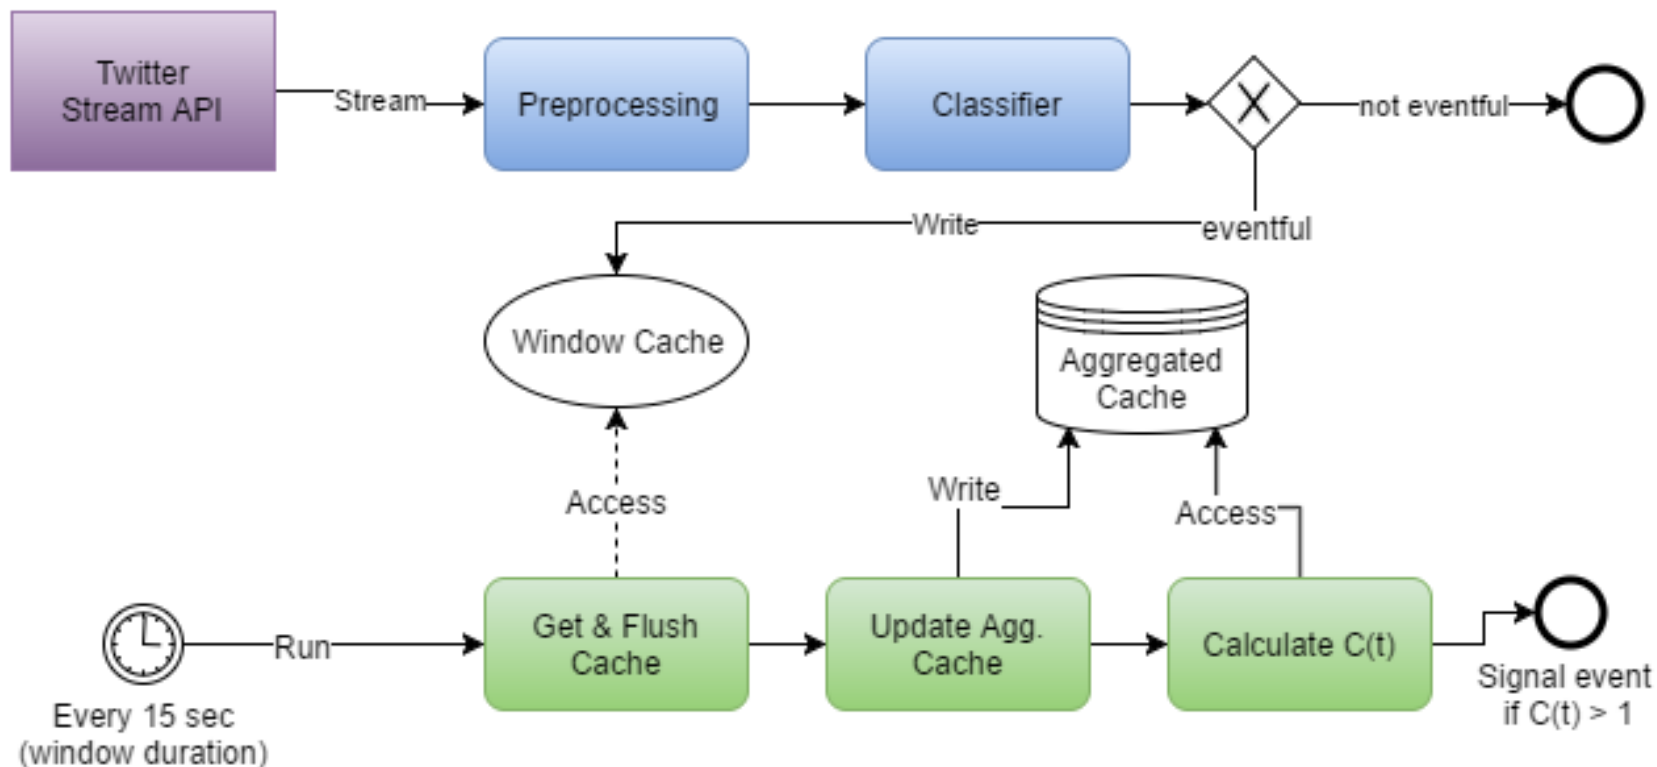 Twitter
Stream API
Stream
Preprocessing
Classifier
X
not eventful
Write
eventful
Window Cache
Aggregated
Cache
Access
Write
Access
Run
Get & Flush
Cache
Update Agg.
Cache
Calculate C(t)
Every 15 sec
(window duration)
Signal event
if C(t) > 1